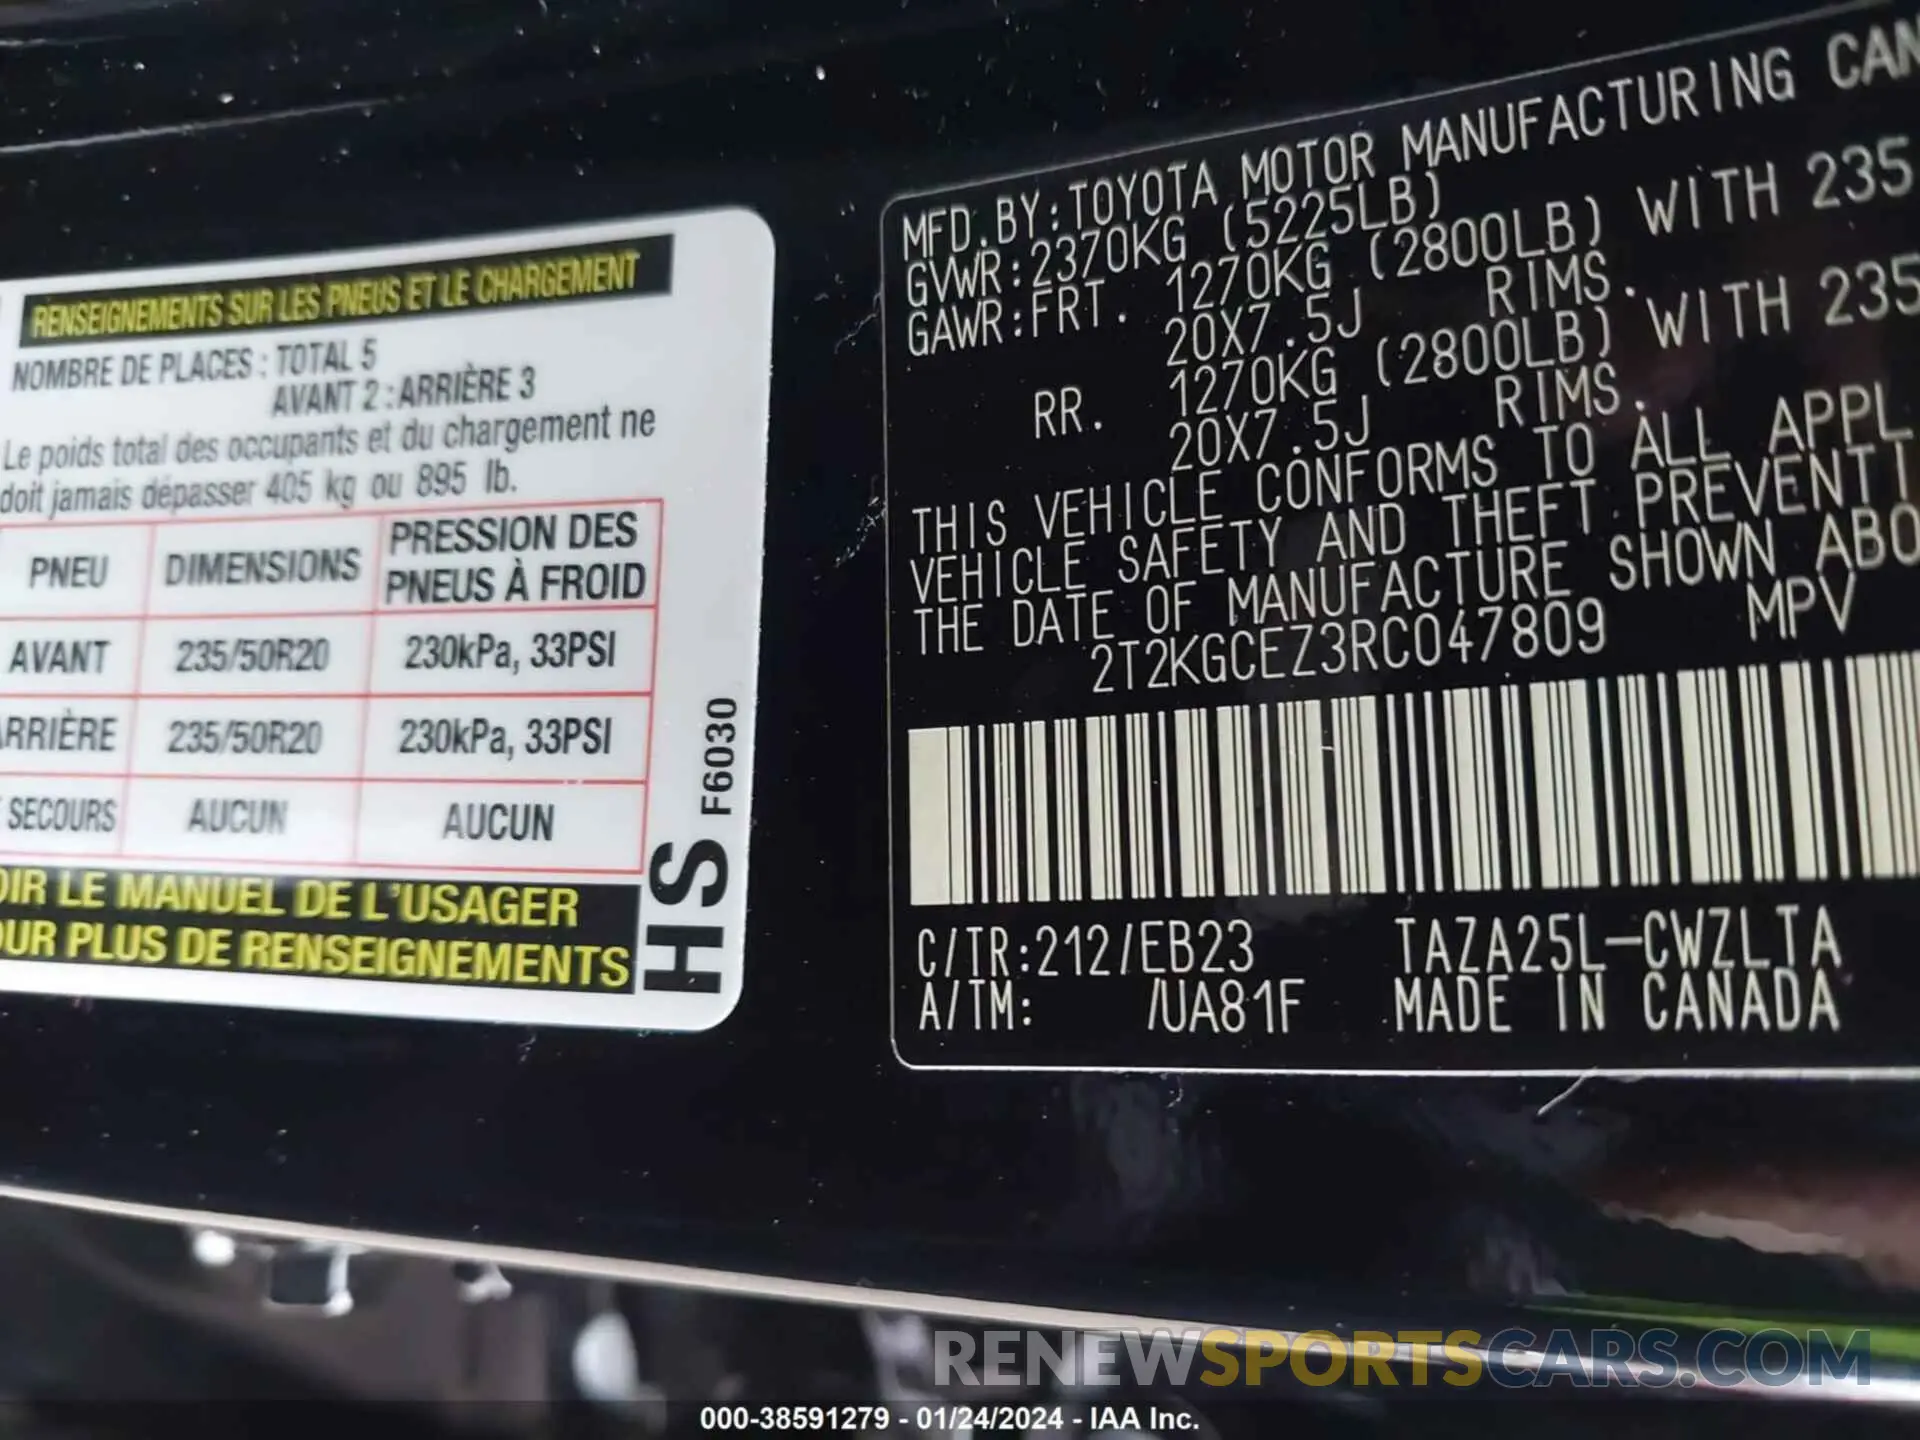 RENSEIGNEMENTS SUR LES PNEUS ET LE CHARGEMENT
NOMBRE DE PLACES : TOTAL 5
AVANT 2 : ARRIÈRE 3
Le poids total des occupants et du chargement ne
doit jamais dépasser 405 kg ou 895 lb.
PNEU DIMENSIONS PRESSION DES PNEUS À FROID
AVANT 235/50R20 230kPa, 33PSI
ARRIÈRE 235/50R20 230kPa, 33PSI
SECOURS AUCUN AUCUN
OIR LE MANUEL DE L'USAGER
OUR PLUS DE RENSEIGNEMENTS
HS F60030
MFD. BY: TOYOTA MOTOR MANUFACTURING CAN
GVWR: 2370KG (5225LB)
GAWR: FRT. 1270KG (2800LB) WITH 235
20X7.5J RIMS.
RR. 1270KG (2800LB) WITH 235
20X7.5J RIMS.
THIS VEHICLE CONFORMS TO ALL APPL
VEHICLE SAFETY AND THEFT PREVENTI
THE DATE OF MANUFACTURE SHOWN ABO
2T2KGCEZ3RC047809 MPV
C/TR: 212/EB23 TAZA25L-CWZLTA
A/TM: /UA81F MADE IN CANADA
RENEWSPORTSCARS.COM
000-38591279 - 01/24/2024 - IAA Inc.